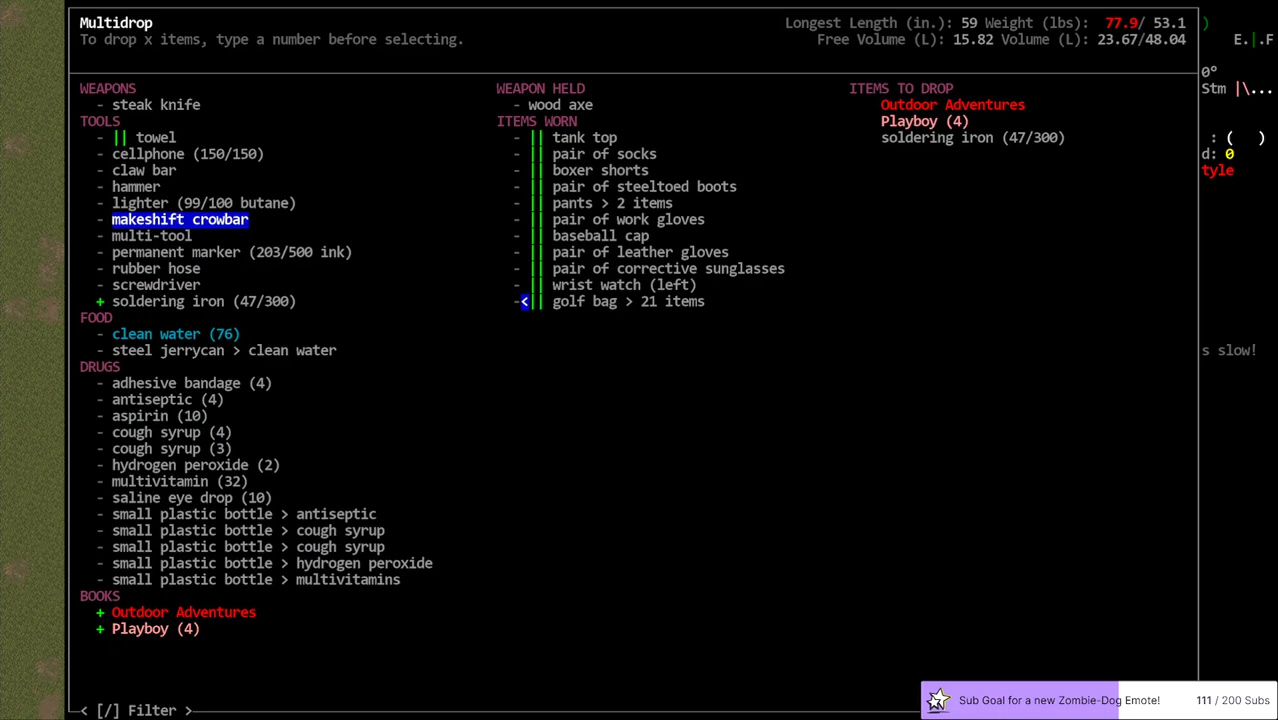 Multidrop
To drop x items, type a number before selecting.
Longest Length (in.): 59 Weight (lbs): 77.9/ 53.1
Free Volume (L): 15.82 Volume (L): 23.67/48.04
WEAPONS
- steak knife
TOOLS
- || towel
- cellphone (150/150)
- claw bar
- hammer
- lighter (99/100 butane)
- makeshift crowbar
- multi-tool
- permanent marker (203/500 ink)
- rubber hose
- screwdriver
+ soldering iron (47/300)
FOOD
- clean water (76)
- steel jerrycan > clean water
DRUGS
- adhesive bandage (4)
- antiseptic (4)
- aspirin (10)
- cough syrup (4)
- cough syrup (3)
- hydrogen peroxide (2)
- multivitamin (32)
- saline eye drop (10)
- small plastic bottle > antiseptic
- small plastic bottle > cough syrup
- small plastic bottle > cough syrup
- small plastic bottle > hydrogen peroxide
- small plastic bottle > multivitamins
BOOKS
+ Outdoor Adventures
+ Playboy (4)
< [/] Filter >
WEAPON HELD
- wood axe
ITEMS WORN
- || tank top
- || pair of socks
- || boxer shorts
- || pair of steeltoed boots
- || pants > 2 items
- || pair of work gloves
- || baseball cap
- || pair of leather gloves
- || pair of corrective sunglasses
- || wrist watch (left)
-<|| golf bag > 21 items
ITEMS TO DROP
Outdoor Adventures
Playboy (4)
soldering iron (47/300)
)
E.|.F
0°
Stm |\...
: ( )
d: 0
tyle
s slow!
Sub Goal for a new Zombie-Dog Emote! 111 / 200 Subs